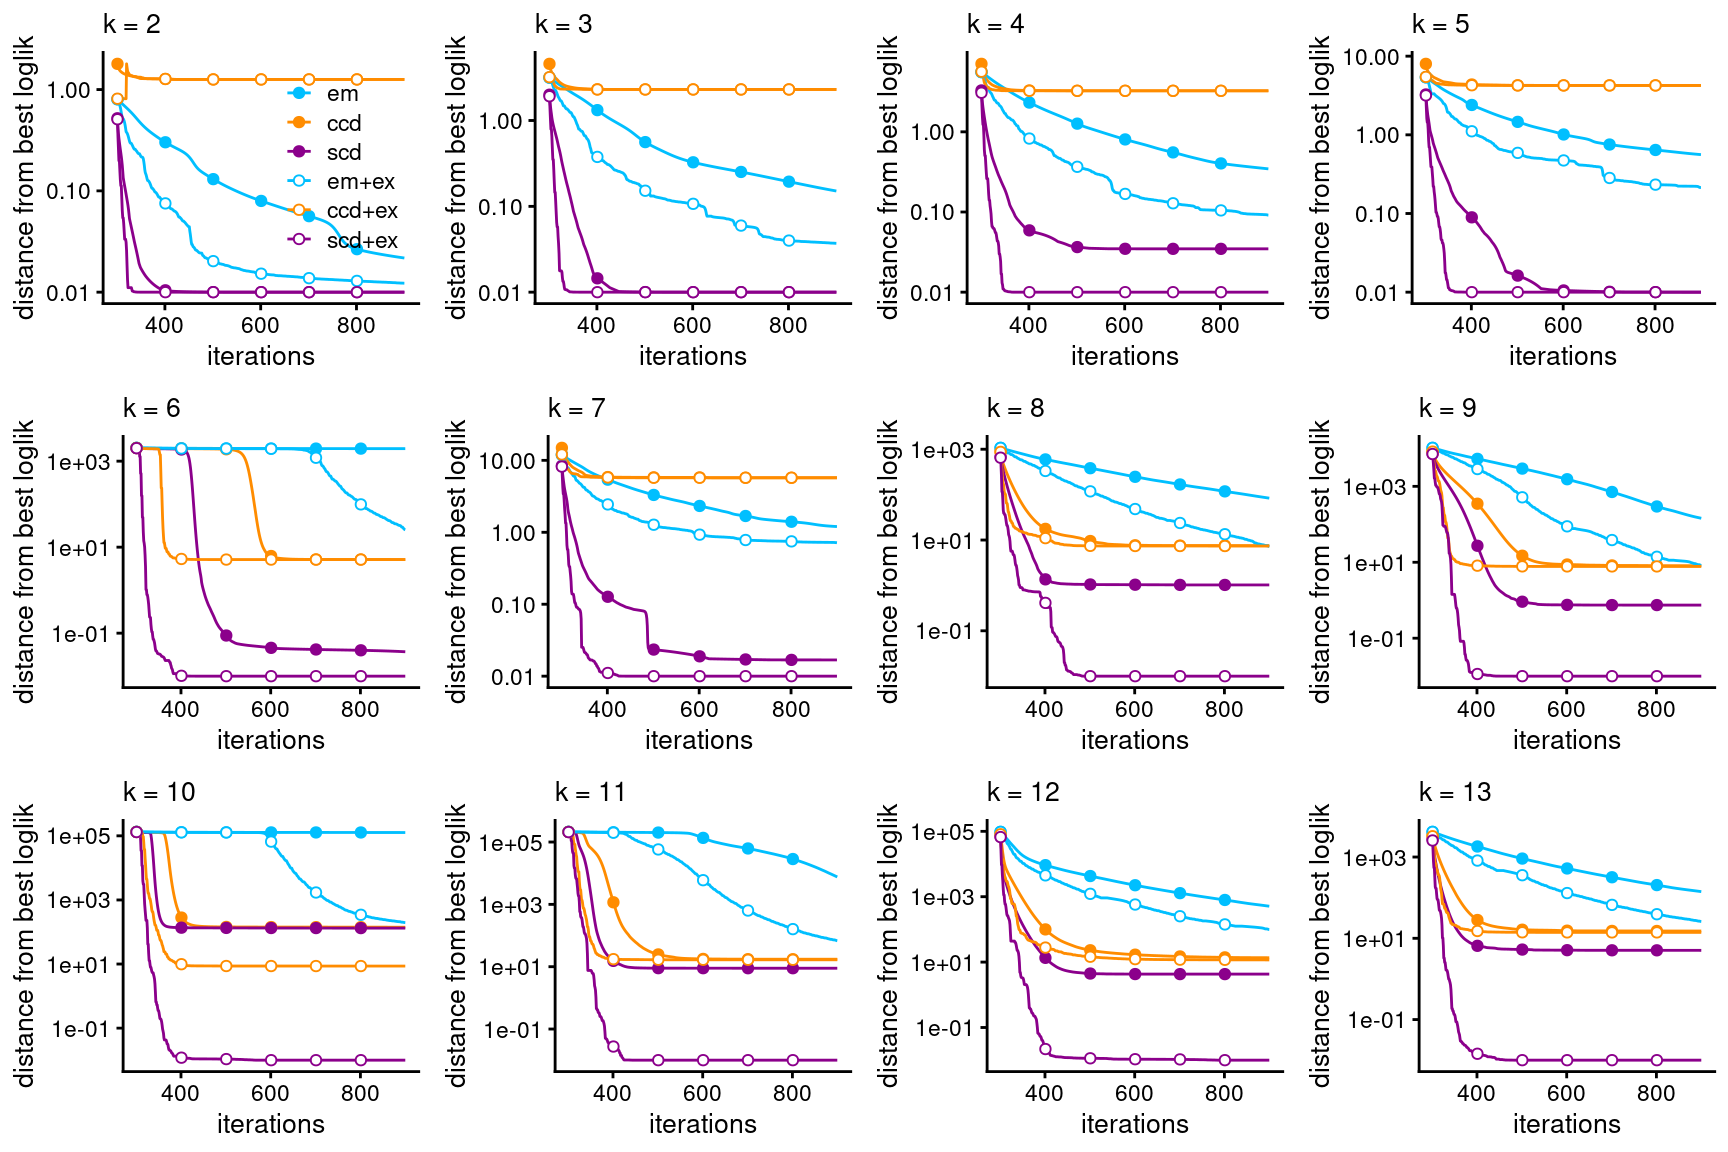 k = 2
distance from best loglik
1.00
0.10
0.01
400 600 800
iterations
em
ccd
scd
em+ex
ccd+ex
scd+ex
k = 3
distance from best loglik
1.00
0.10
0.01
400 600 800
iterations
k = 4
distance from best loglik
1.00
0.10
0.01
400 600 800
iterations
k = 5
distance from best loglik
10.00
1.00
0.10
0.01
400 600 800
iterations
k = 6
distance from best loglik
1e+03
1e+01
1e-01
400 600 800
iterations
k = 7
distance from best loglik
10.00
1.00
0.10
0.01
400 600 800
iterations
k = 8
distance from best loglik
1e+03
1e+01
1e-01
400 600 800
iterations
k = 9
distance from best loglik
1e+03
1e+01
1e-01
400 600 800
iterations
k = 10
distance from best loglik
1e+05
1e+03
1e+01
1e-01
400 600 800
iterations
k = 11
distance from best loglik
1e+05
1e+03
1e+01
1e-01
400 600 800
iterations
k = 12
distance from best loglik
1e+05
1e+03
1e+01
1e-01
400 600 800
iterations
k = 13
distance from best loglik
1e+03
1e+01
1e-01
400 600 800
iterations